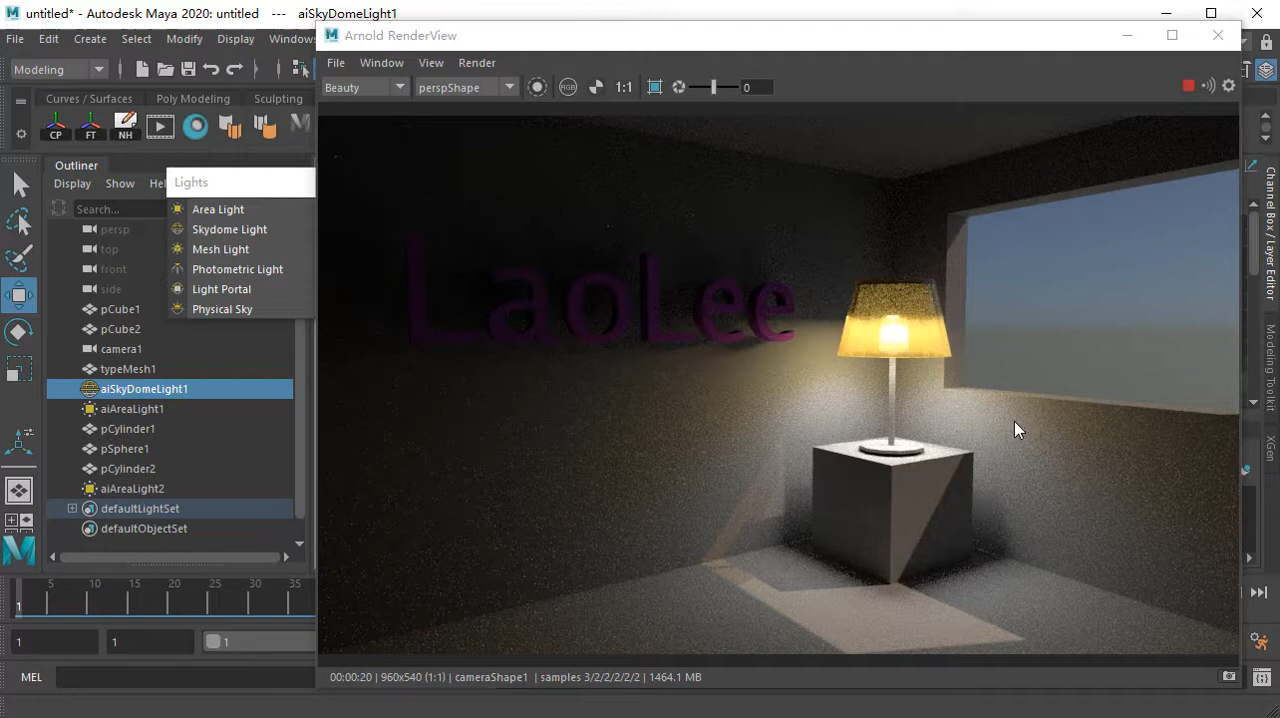 untitled* - Autodesk Maya 2020: untitled --- aiSkyDomeLight1
File Edit Create Select Modify Display Windows
Modeling
Curves / Surfaces Poly Modeling Sculpting
CP FT NH
Outliner
Display Show Hel
Search...
persp
top
front
side
pCube1
pCube2
camera1
typeMesh1
aiSkyDomeLight1
aiAreaLight1
pCylinder1
pSphere1
pCylinder2
aiAreaLight2
defaultLightSet
defaultObjectSet
Lights
Area Light
Skydome Light
Mesh Light
Photometric Light
Light Portal
Physical Sky
Arnold RenderView
File Window View Render
Beauty perspShape RGB 1:1 0
LaoLee
00:00:20 | 960x540 (1:1) | cameraShape1 | samples 3/2/2/2/2/2 | 1464.1 MB
Channel Box / Layer Editor
Modeling Toolkit
XGen
5 10 15 20 25 30 35
1
1 1 1
MEL